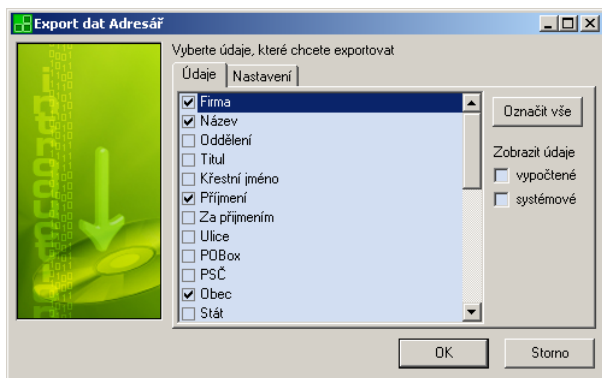 Export dat Adresář
Vyberte údaje, které chcete exportovat
Údaje
Nastavení
Firma
Název
Oddělení
Titul
Křestní jméno
Příjmení
Za přijmením
Ulice
POBox
PSČ
Obec
Stát
Označit vše
Zobrazit údaje
vypočtené
systémové
OK
Storno